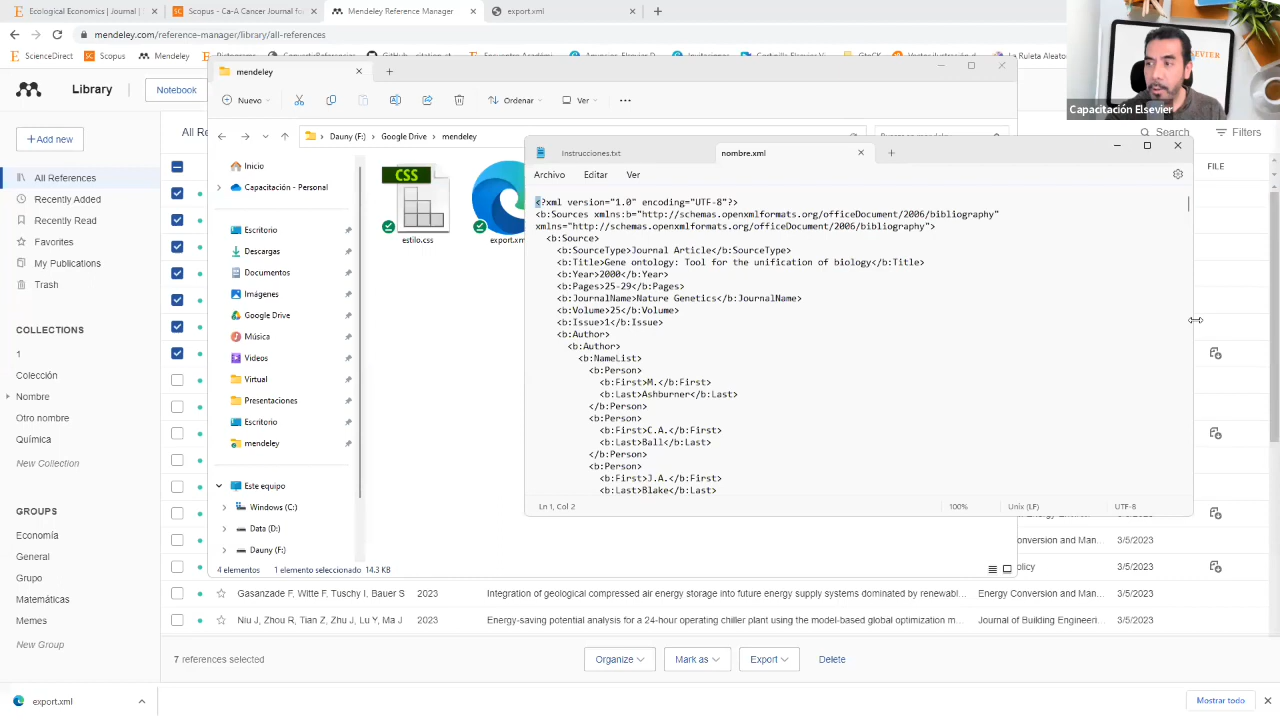 Ecological Economics | Journal |
Scopus - Ca-A Cancer Journal for
Mendeley Reference Manager
export.xml
mendeley.com/reference-manager/library/all-references
ScienceDirect
Scopus
Mendeley
La Ruleta Aleato
Capacitación Elsevier
Library
Notebook
+ Add new
All References
Recently Added
Recently Read
Favorites
My Publications
Trash
COLLECTIONS
1
Colección
Nombre
Otro nombre
Química
New Collection
GROUPS
Economía
General
Grupo
Matemáticas
Memes
New Group
All Re
Search
Filters
FILE
mendeley
Nuevo
Ordenar
Ver
Dauny (F:)
Google Drive
mendeley
Inicio
Capacitación - Personal
Escritorio
Descargas
Documentos
Imágenes
Google Drive
Música
Videos
Virtual
Presentaciones
Escritorio
mendeley
Este equipo
Windows (C:)
Data (D:)
Dauny (F:)
CSS
estilo.css
export.xm
4 elementos
1 elemento seleccionado 14.3 KB
Instrucciones.txt
nombre.xml
Archivo
Editar
Ver
<?xml version="1.0" encoding="UTF-8"?>
<b:Sources xmlns:b="http://schemas.openxmlformats.org/officeDocument/2006/bibliography"
xmlns="http://schemas.openxmlformats.org/officeDocument/2006/bibliography">
<b:Source>
<b:SourceType>Journal Article</b:SourceType>
<b:Title>Gene ontology: Tool for the unification of biology</b:Title>
<b:Year>2000</b:Year>
<b:Pages>25-29</b:Pages>
<b:JournalName>Nature Genetics</b:JournalName>
<b:Volume>25</b:Volume>
<b:Issue>1</b:Issue>
<b:Author>
<b:Author>
<b:NameList>
<b:Person>
<b:First>M.</b:First>
<b:Last>Ashburner</b:Last>
</b:Person>
<b:Person>
<b:First>C.A.</b:First>
<b:Last>Ball</b:Last>
</b:Person>
<b:Person>
<b:First>J.A.</b:First>
<b:Last>Blake</b:Last>
Ln 1, Col 2
100%
Unix (LF)
UTF-8
onversion and Man... 3/5/2023
olicy 3/5/2023
Gasanzade F, Witte F, Tuschy I, Bauer S 2023 Integration of geological compressed air energy storage into future energy supply systems dominated by renewabl... Energy Conversion and Man... 3/5/2023
Niu J, Zhou R, Tian Z, Zhu J, Lu Y, Ma J 2023 Energy-saving potential analysis for a 24-hour operating chiller plant using the model-based global optimization m... Journal of Building Engineeri... 3/5/2023
7 references selected
Organize
Mark as
Export
Delete
export.xml
Mostrar todo